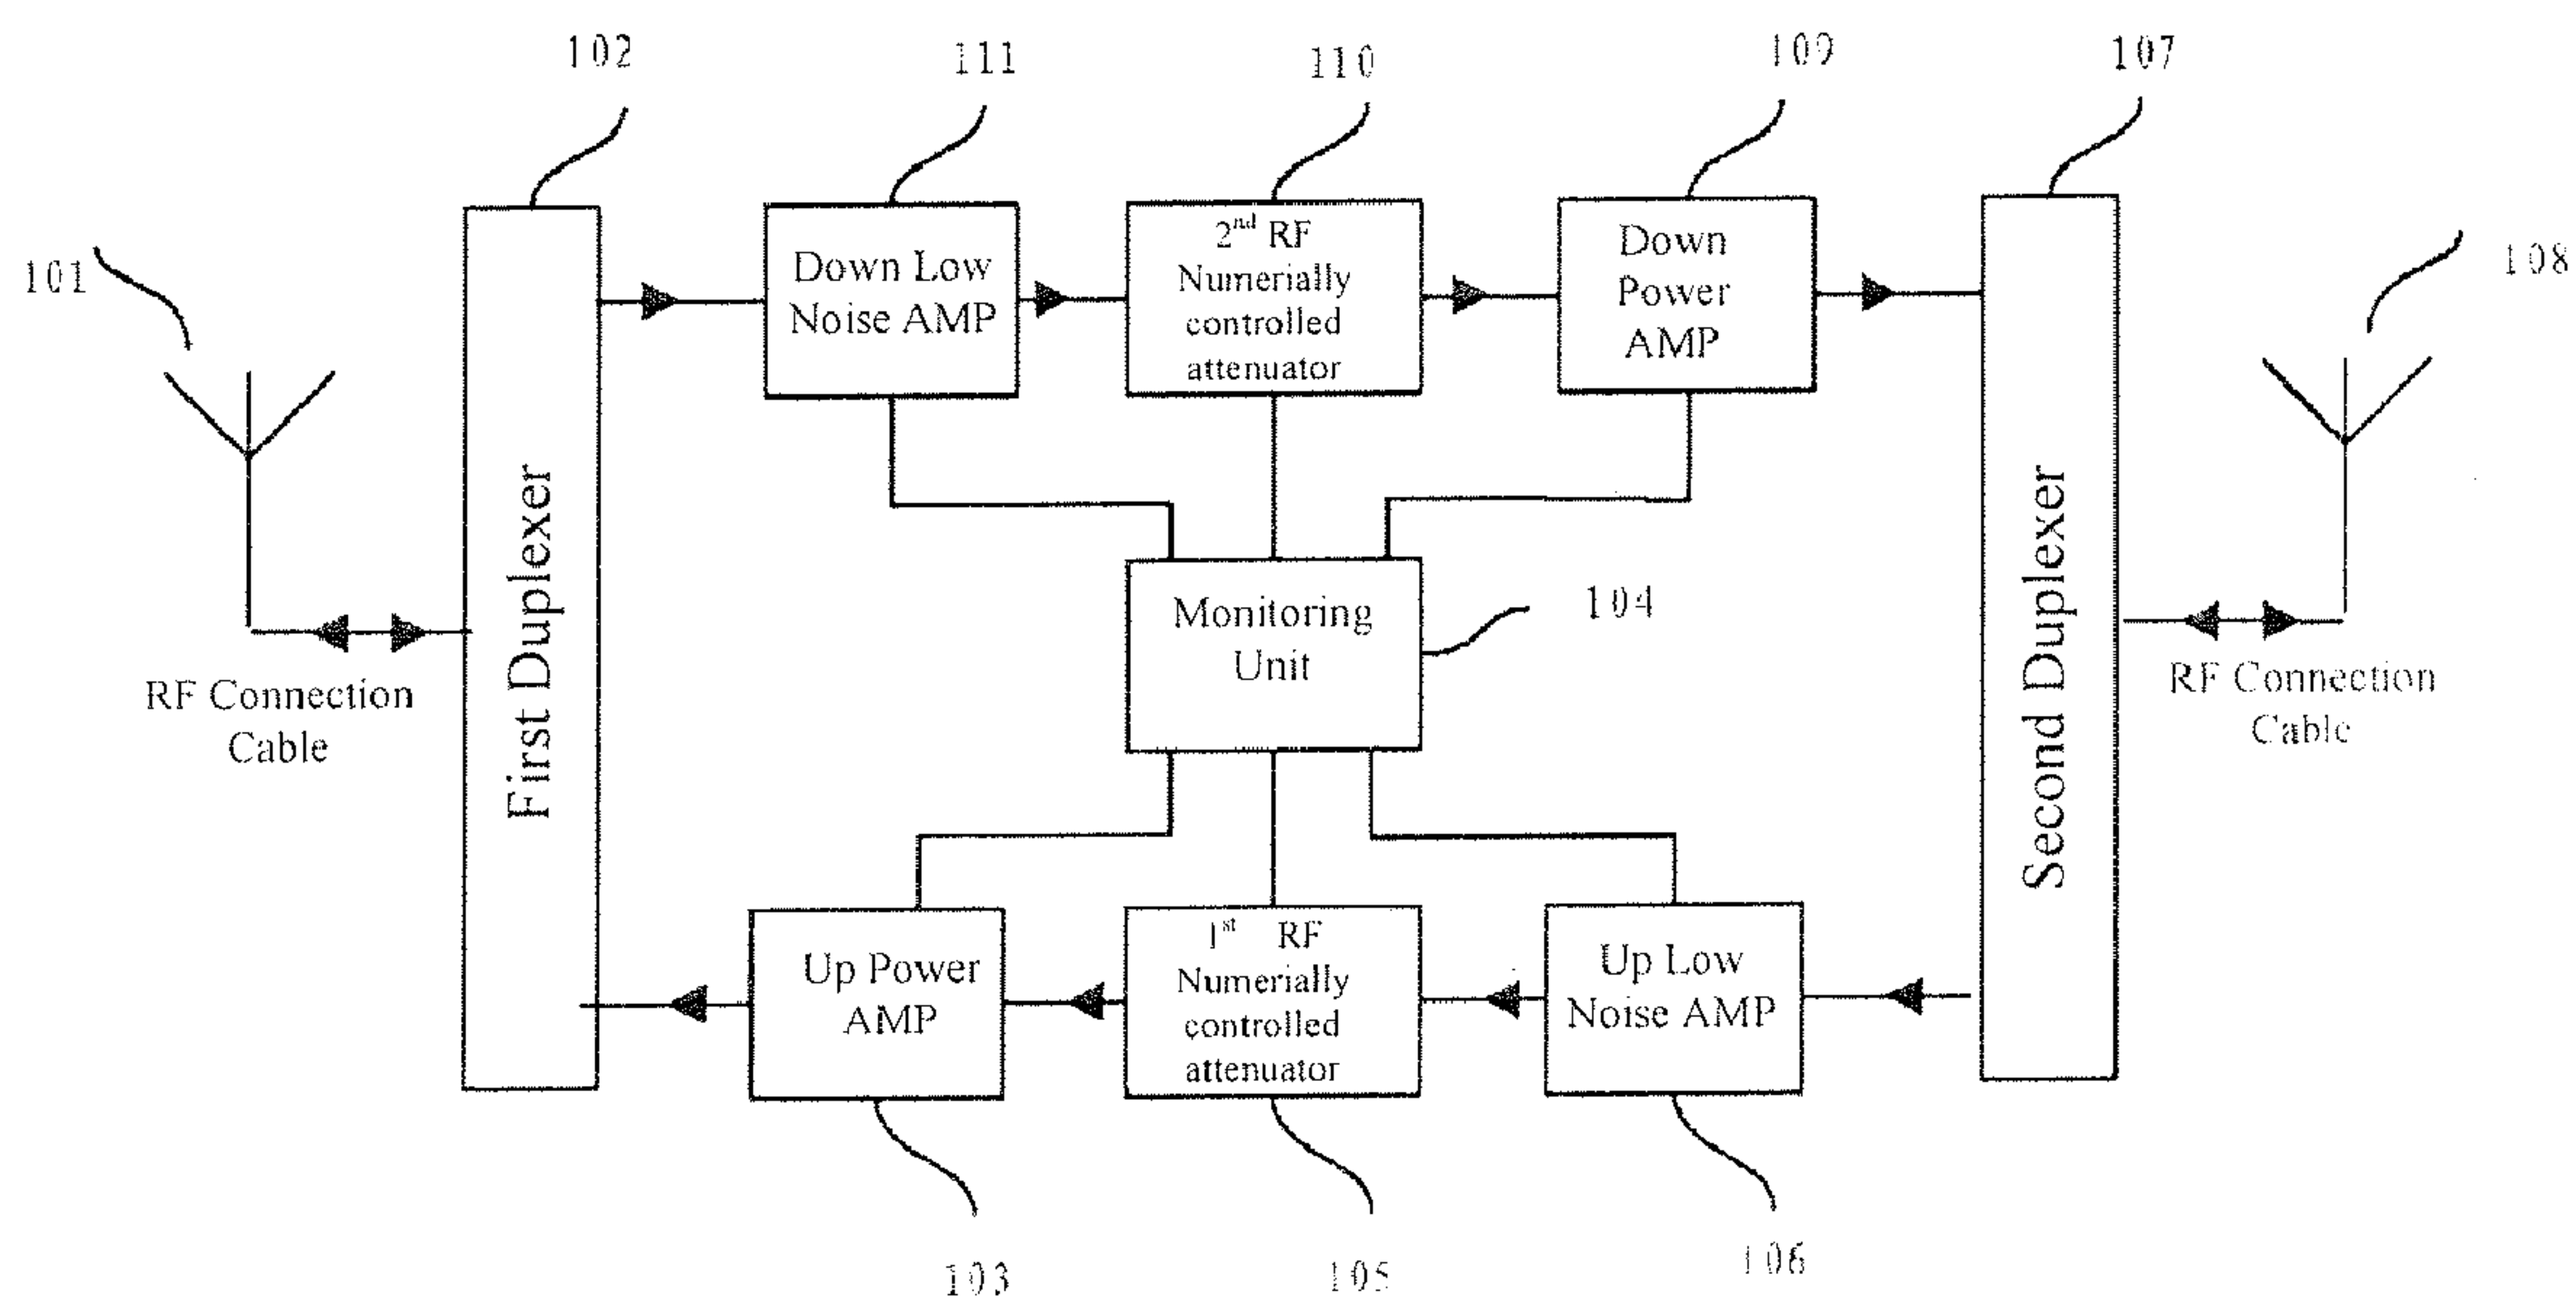 102
111
110
109
107
101
108
Down Low
Noise AMP
2nd RF
Numerially
controlled
attenuator
Down
Power
AMP
First Duplexer
Monitoring
Unit
104
Second Duplexer
RF Connection
Cable
RF Connection
Cable
Up Power
AMP
1st RF
Numerially
controlled
attenuator
Up Low
Noise AMP
103
105
106